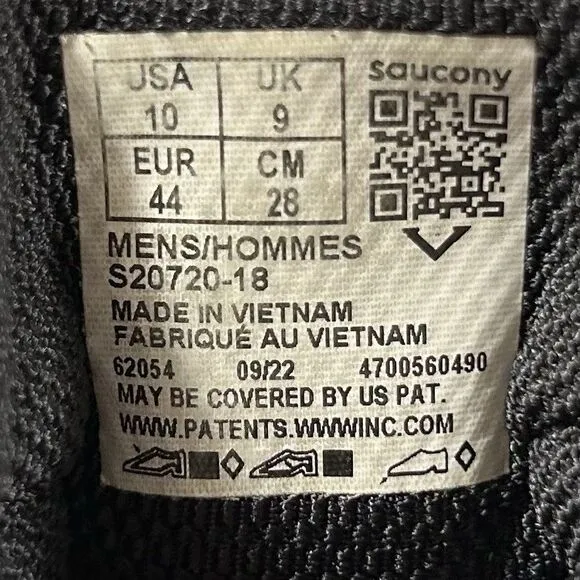 USA UK saucony
10 9
EUR CM
44 28
MENS/HOMMES
S20720-18
MADE IN VIETNAM
FABRIQUÉ AU VIETNAM
62054 09/22 4700560490
MAY BE COVERED BY US PAT.
WWW.PATENTS.WWWINC.COM